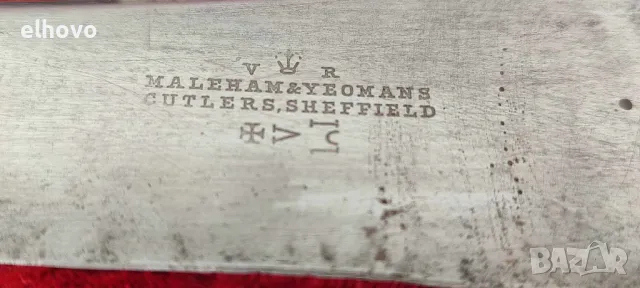 elhovo
V R
MALEHAM&YEOMANS
CUTLERS, SHEFFIELD
V
BAZAR